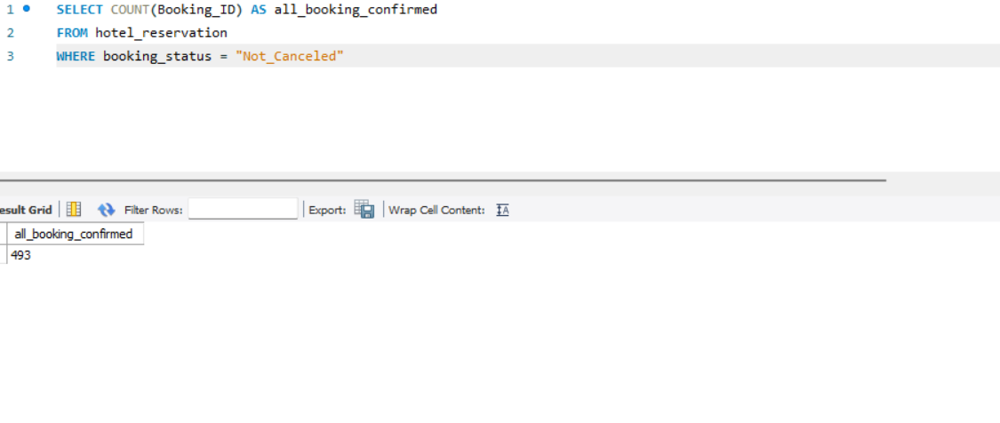 1 SELECT COUNT(Booking_ID) AS all_booking_confirmed
2 FROM hotel_reservation
3 WHERE booking_status = "Not_Canceled"
esult Grid Filter Rows: Export: Wrap Cell Content: IA
all_booking_confirmed
493